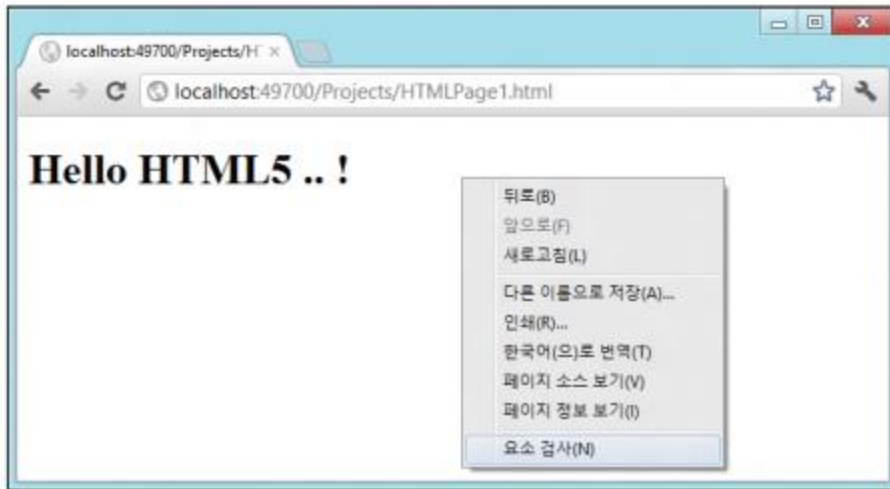 localhost:49700/Projects/HT
localhost:49700/Projects/HTMLPage1.html
Hello HTML5 .. !
뒤로(B)
앞으로(F)
새로고침(L)
다른 이름으로 저장(A)...
인쇄(R)...
한국어(으)로 번역(T)
페이지 소스 보기(V)
페이지 정보 보기(I)
요소 검사(N)